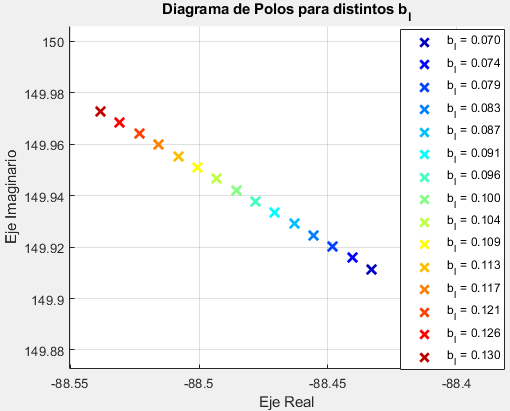 Diagrama de Polos para distintos b_l
150
149.98
149.96
149.94
149.92
149.9
149.88
-88.55
-88.5
-88.45
-88.4
Eje Imaginario
Eje Real
b_l = 0.070
b_l = 0.074
b_l = 0.079
b_l = 0.083
b_l = 0.087
b_l = 0.091
b_l = 0.096
b_l = 0.100
b_l = 0.104
b_l = 0.109
b_l = 0.113
b_l = 0.117
b_l = 0.121
b_l = 0.126
b_l = 0.130